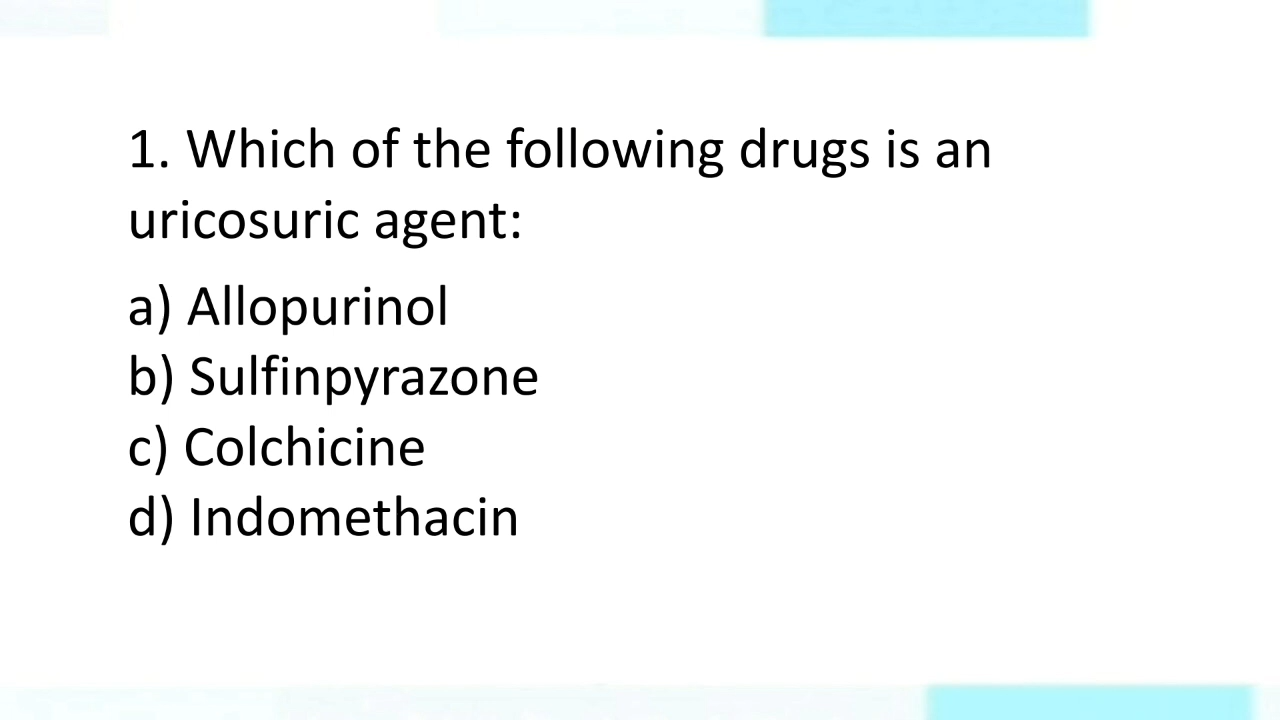 1. Which of the following drugs is an
uricosuric agent:
a) Allopurinol
b) Sulfinpyrazone
c) Colchicine
d) Indomethacin